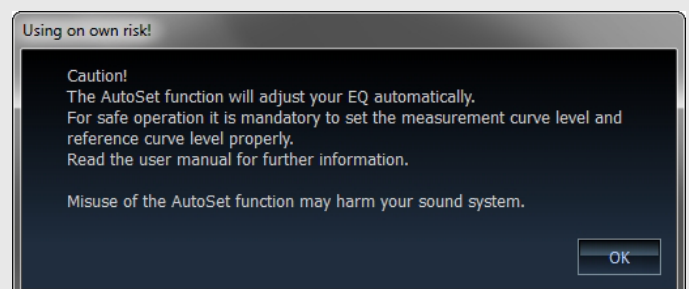 Using on own risk!
Caution!
The AutoSet function will adjust your EQ automatically.
For safe operation it is mandatory to set the measurement curve level and
reference curve level properly.
Read the user manual for further information.
Misuse of the AutoSet function may harm your sound system.
OK